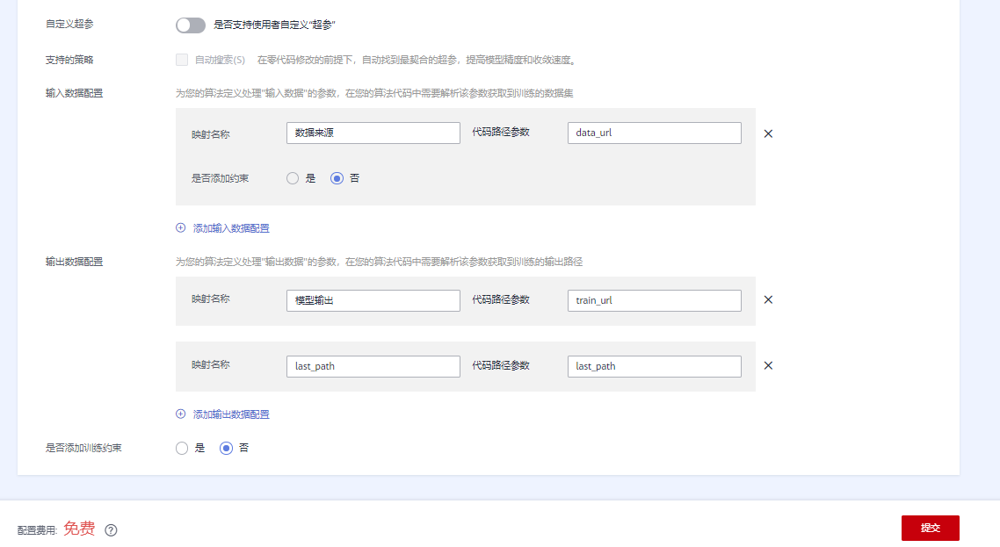 自定义超参 是否支持使用者自定义"超参"
支持的策略 自动搜索(S) 在零代码修改的前提下，自动找到最契合的超参，提高模型精度和收敛速度。
输入数据配置 为您的算法定义处理"输入数据"的参数，在您的算法代码中需要解析该参数获取到训练的数据集
映射名称 数据来源 代码路径参数 data_url
是否添加约束 是 否
添加输入数据配置
输出数据配置 为您的算法定义处理"输出数据"的参数，在您的算法代码中需要解析该参数获取到训练的输出路径
映射名称 模型输出 代码路径参数 train_url
映射名称 last_path 代码路径参数 last_path
添加输出数据配置
是否添加训练约束 是 否
配置费用: 免费 ?
提交